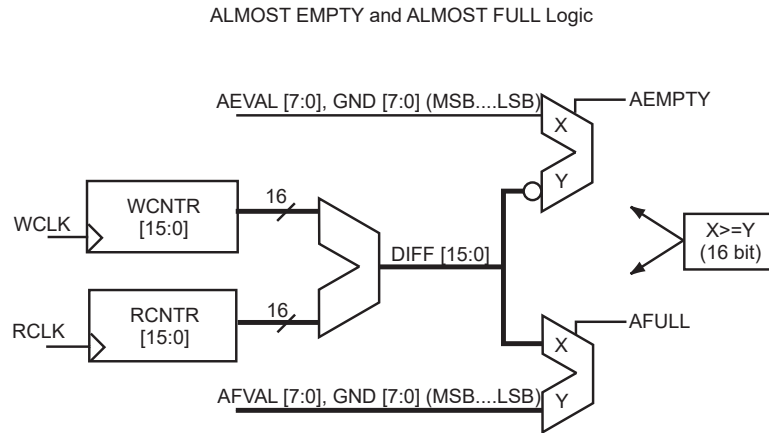 ALMOST EMPTY and ALMOST FULL Logic
AEVAL [7:0], GND [7:0] (MSB....LSB)
AEMPTY
X
Y
16
WCNTR
[15:0]
WCLK
DIFF [15:0]
X>=Y
(16 bit)
16
RCNTR
[15:0]
RCLK
AFULL
X
AFVAL [7:0], GND [7:0] (MSB....LSB)
Y